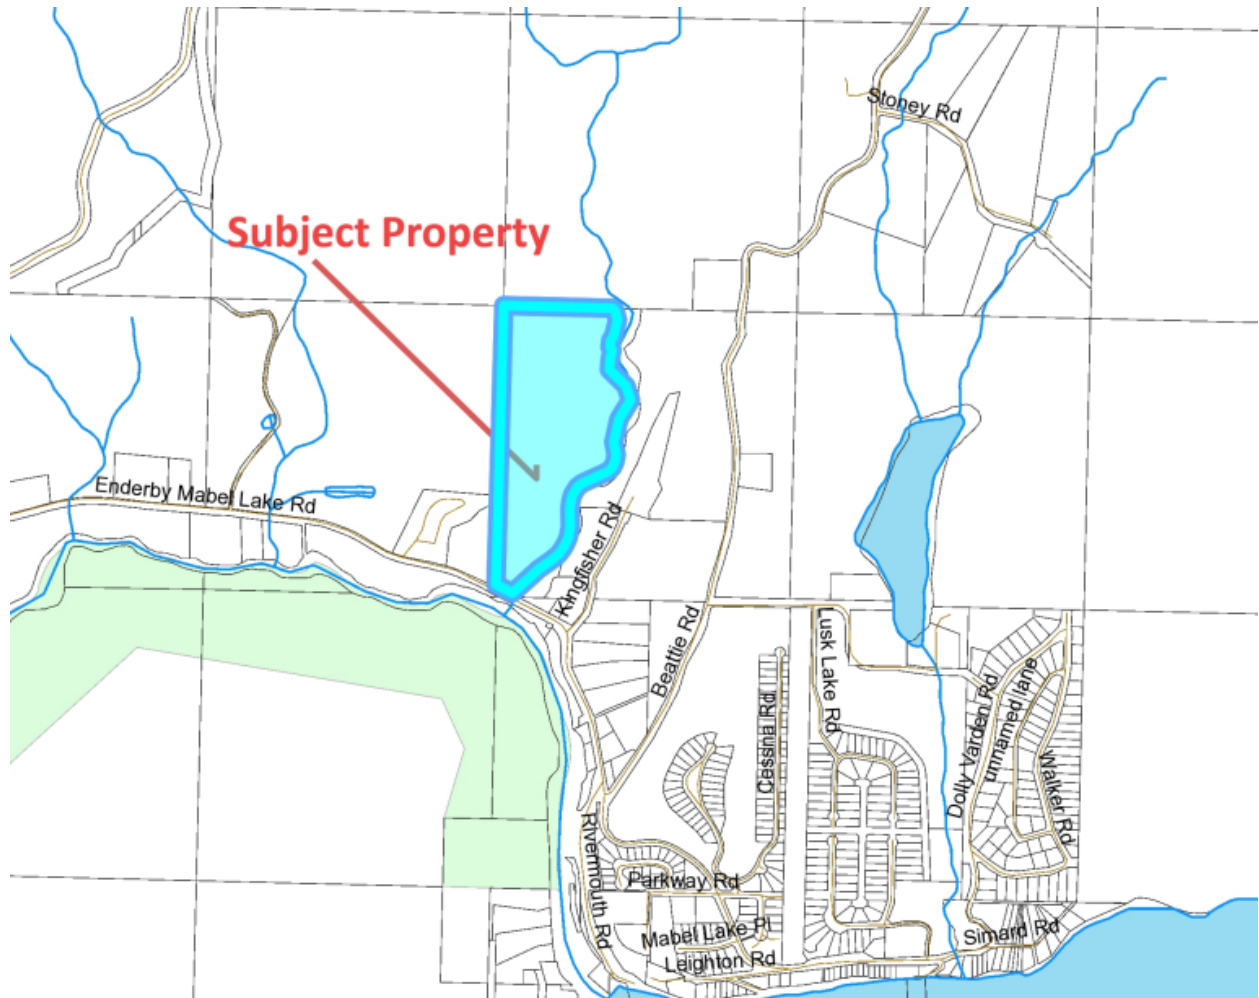 Stoney Rd
Subject Property
Enderby Mabel Lake Rd
Kingfisher Rd
Beattie Rd
Lusk Lake Rd
Cessna Rd
Dolly Varden Rd
unnamed lane
Walker Rd
Rivermouth Rd
Parkway Rd
Mabel Lake Pl
Leighton Rd
Simard Rd